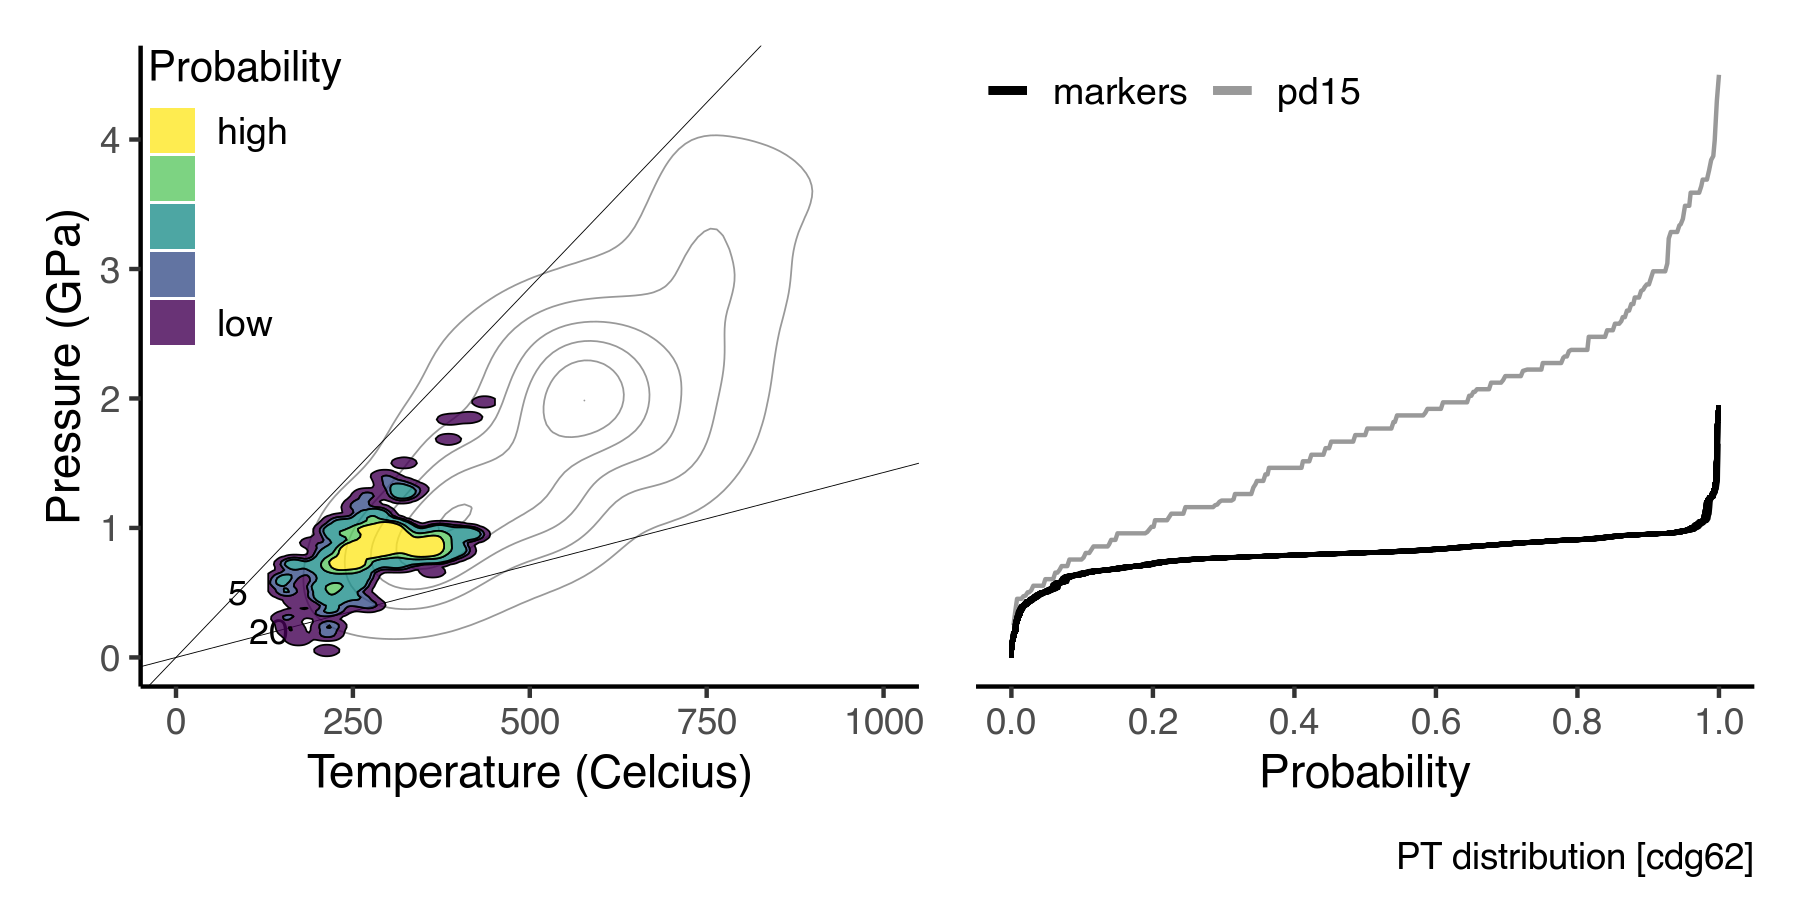 Probability
high
low
4
3
2
1
0
Pressure (GPa)
5
20
0 250 500 750 1000
Temperature (Celcius)
markers pd15
0.0 0.2 0.4 0.6 0.8 1.0
Probability
PT distribution [cdg62]